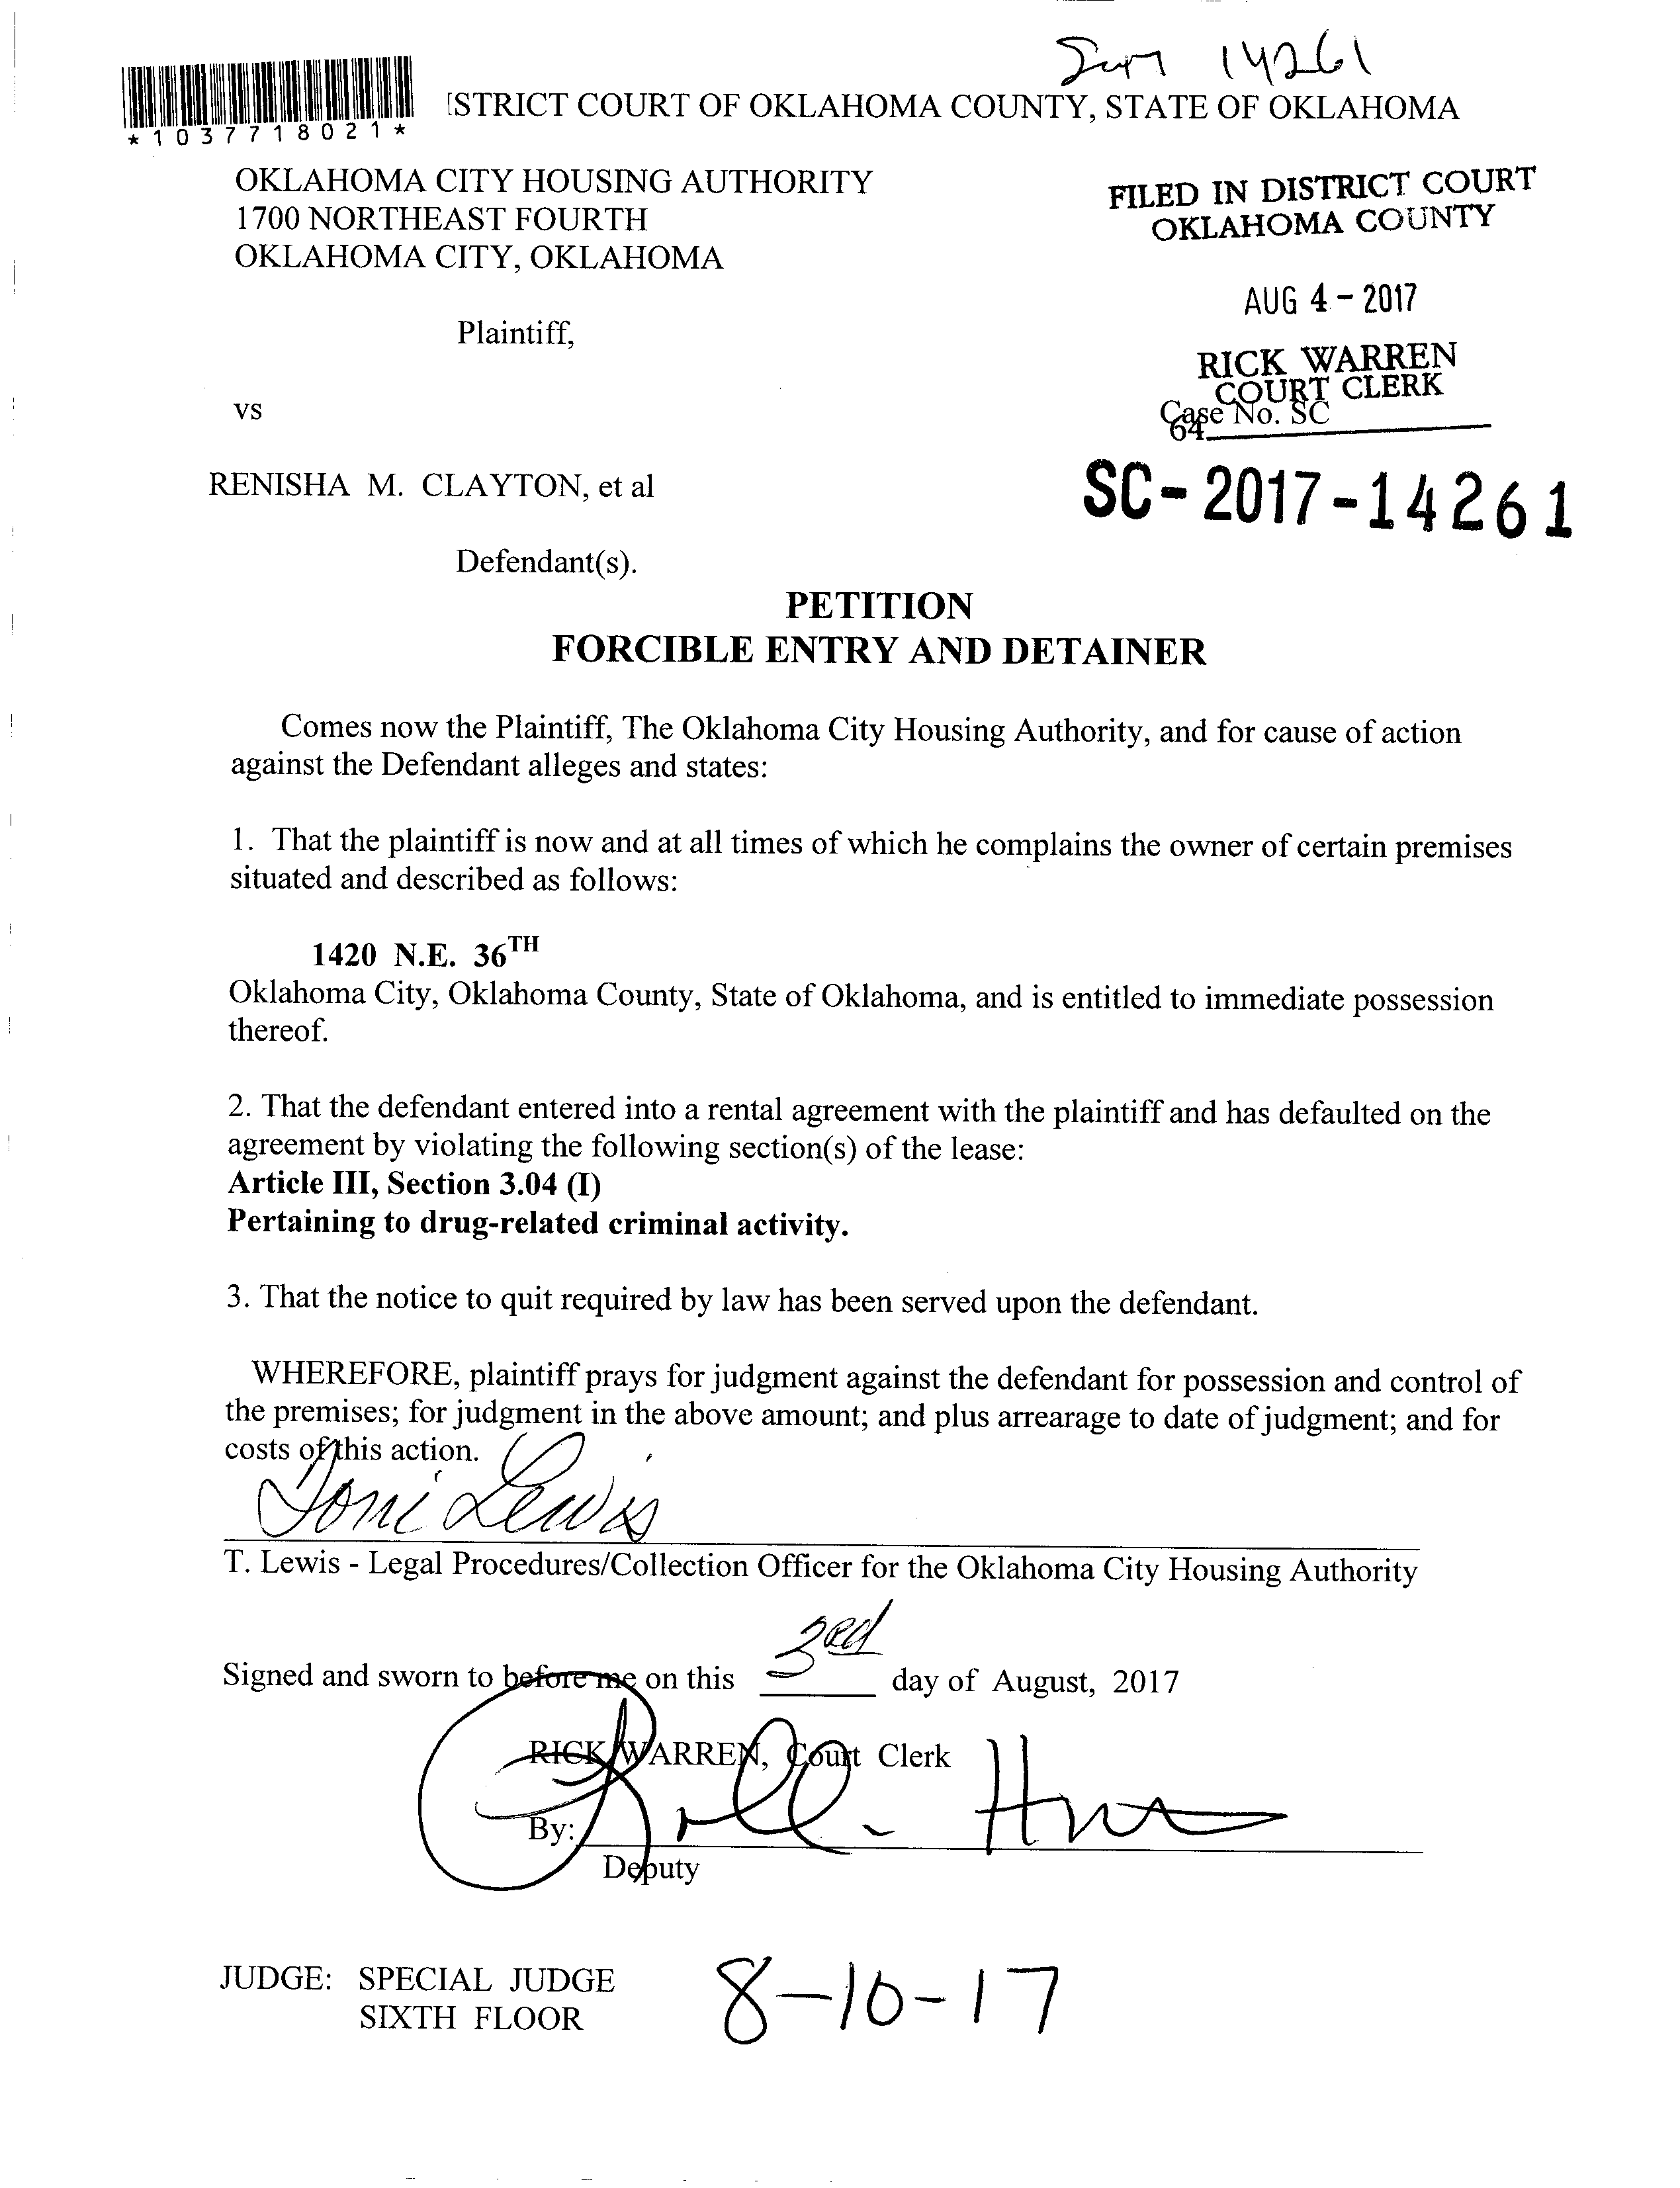 14261
*1037718021*
STRICT COURT OF OKLAHOMA COUNTY, STATE OF OKLAHOMA
OKLAHOMA CITY HOUSING AUTHORITY
1700 NORTHEAST FOURTH
OKLAHOMA CITY, OKLAHOMA
FILED IN DISTRICT COURT
OKLAHOMA COUNTY
AUG 4 - 2017
Plaintiff,
RICK WARREN
COURT CLERK
vs
Case No. SC
64
RENISHA M. CLAYTON, et al
SC-2017-14261
Defendant(s).
PETITION
FORCIBLE ENTRY AND DETAINER
Comes now the Plaintiff, The Oklahoma City Housing Authority, and for cause of action
against the Defendant alleges and states:
1. That the plaintiff is now and at all times of which he complains the owner of certain premises
situated and described as follows:
1420 N.E. 36TH
Oklahoma City, Oklahoma County, State of Oklahoma, and is entitled to immediate possession
thereof.
2. That the defendant entered into a rental agreement with the plaintiff and has defaulted on the
agreement by violating the following section(s) of the lease:
Article III, Section 3.04 (I)
Pertaining to drug-related criminal activity.
3. That the notice to quit required by law has been served upon the defendant.
WHEREFORE, plaintiff prays for judgment against the defendant for possession and control of
the premises; for judgment in the above amount; and plus arrearage to date of judgment; and for
costs of this action.
Toni Lewis
T. Lewis - Legal Procedures/Collection Officer for the Oklahoma City Housing Authority
Signed and sworn to before me on this 3rd day of August, 2017
RICK WARREN, Court Clerk
By:
Deputy
JUDGE: SPECIAL JUDGE
SIXTH FLOOR
8-10-17